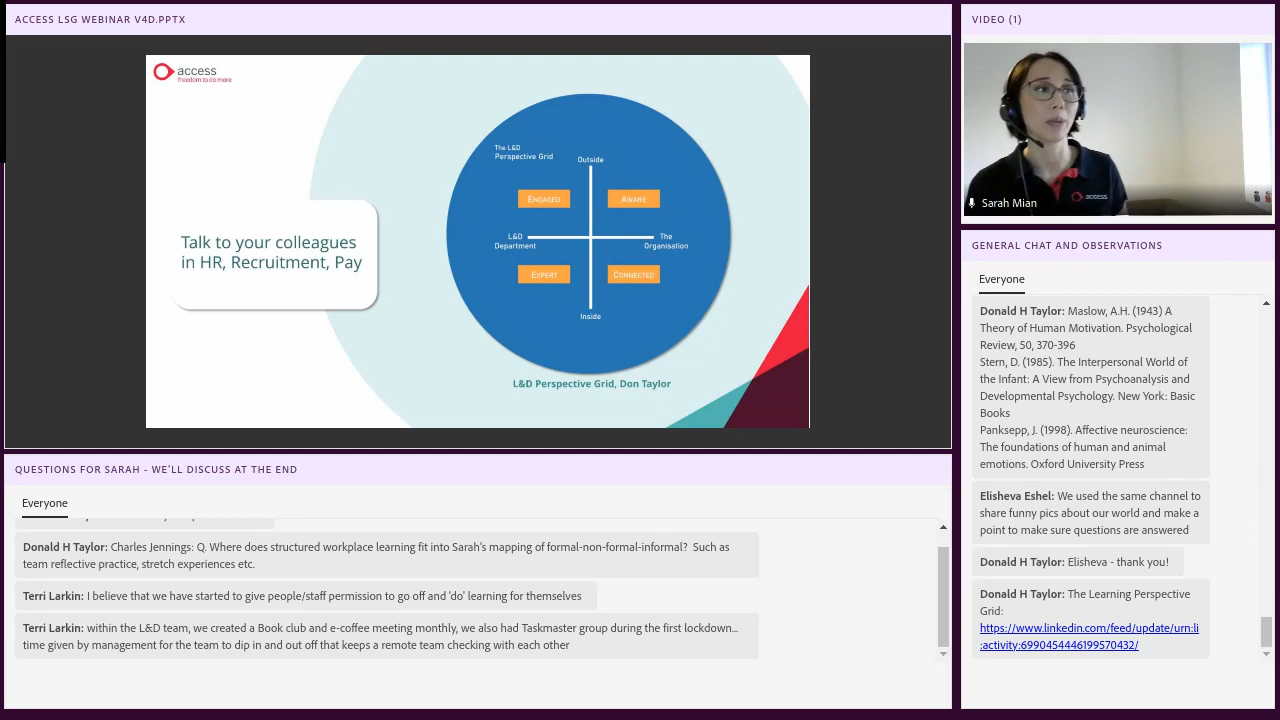 ACCESS LSG WEBINAR V4D.PPTX
access
freedom to do more
Talk to your colleagues
in HR, Recruitment, Pay
The L&D
Perspective Grid
Outside
ENGAGED
AWARE
L&D
Department
The
Organisation
EXPERT
CONNECTED
Inside
L&D Perspective Grid, Don Taylor
VIDEO (1)
access
Sarah Mian
GENERAL CHAT AND OBSERVATIONS
Everyone
Donald H Taylor: Maslow, A.H. (1943) A
Theory of Human Motivation. Psychological
Review, 50, 370-396
Stern, D. (1985). The Interpersonal World of
the Infant: A View from Psychoanalysis and
Developmental Psychology. New York: Basic
Books
Panksepp, J. (1998). Affective neuroscience:
The foundations of human and animal
emotions. Oxford University Press
Elisheva Eshel: We used the same channel to
share funny pics about our world and make a
point to make sure questions are answered
Donald H Taylor: Elisheva - thank you!
Donald H Taylor: The Learning Perspective
Grid:
https://www.linkedin.com/feed/update/urn:li
:activity:6990454446199570432/
QUESTIONS FOR SARAH - WE'LL DISCUSS AT THE END
Everyone
Donald H Taylor: Charles Jennings: Q. Where does structured workplace learning fit into Sarah's mapping of formal-non-formal-informal? Such as
team reflective practice, stretch experiences etc.
Terri Larkin: I believe that we have started to give people/staff permission to go off and 'do' learning for themselves
Terri Larkin: within the L&D team, we created a Book club and e-coffee meeting monthly, we also had Taskmaster group during the first lockdown...
time given by management for the team to dip in and out off that keeps a remote team checking with each other